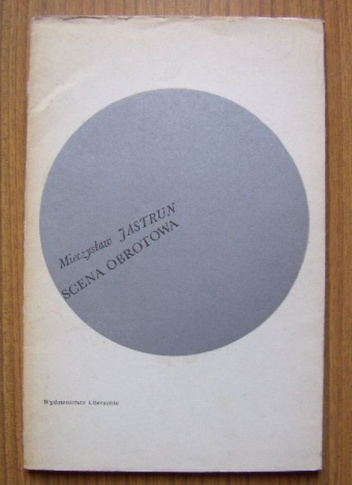 Mieczysław JASTRUN
SCENA OBROTOWA
Wydawnictwo Literackie